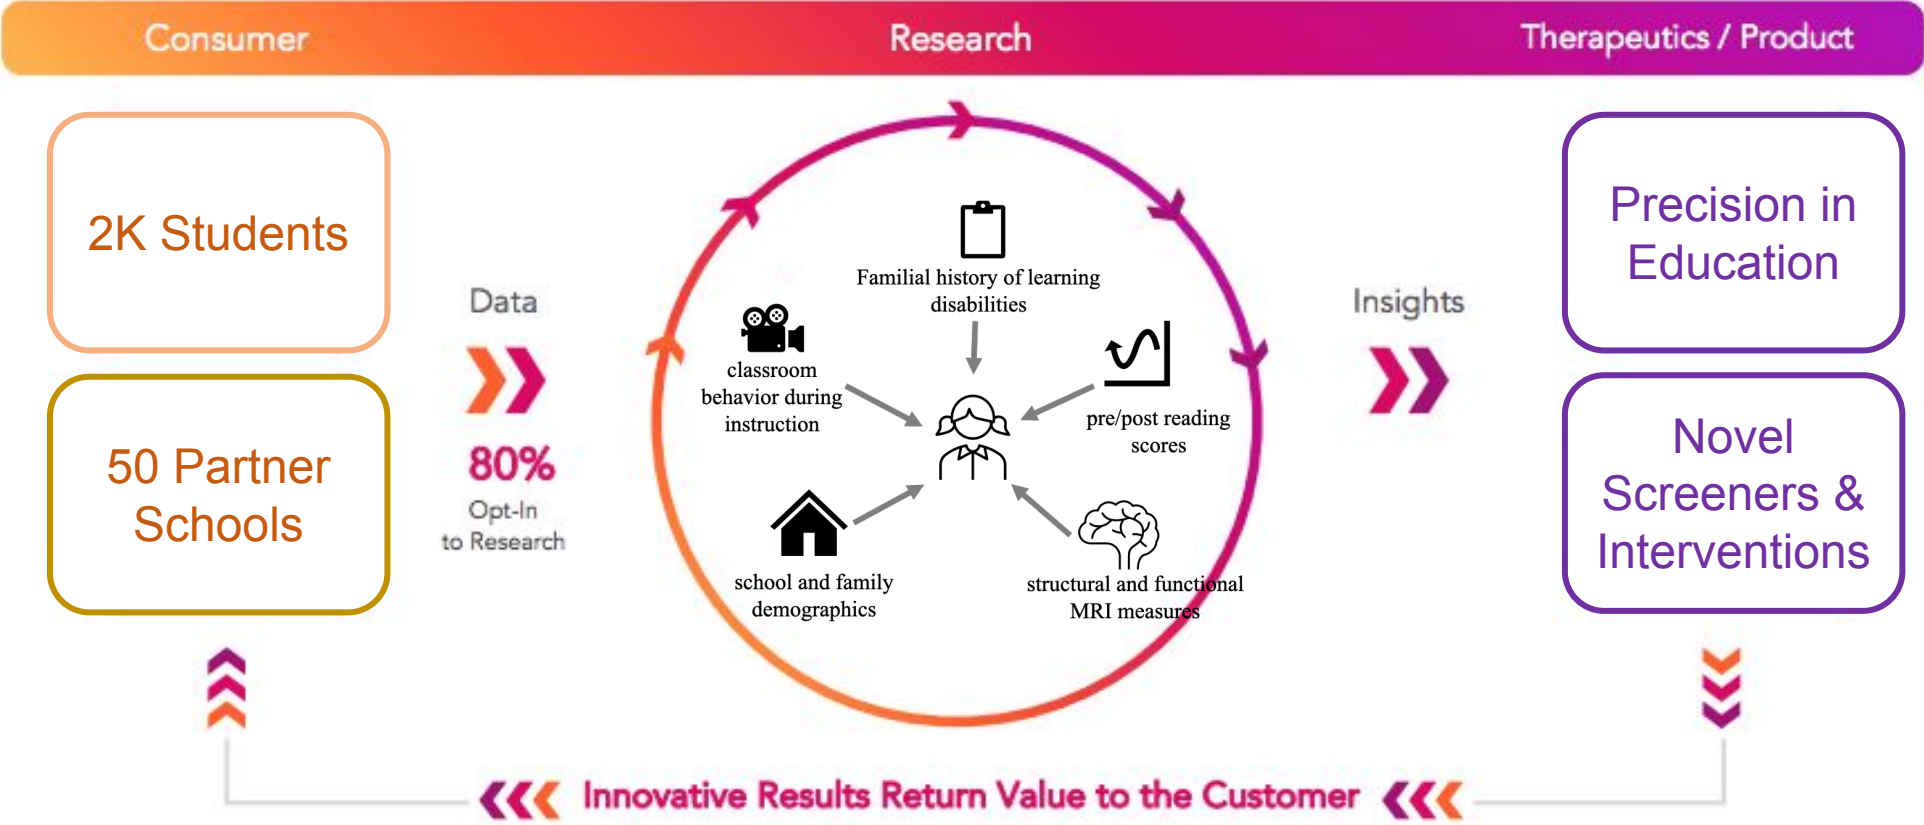 Consumer
Research
Therapeutics / Product
2K Students
50 Partner
Schools
Data
80%
Opt-In
to Research
Familial history of learning
disabilities
classroom
behavior during
instruction
pre/post reading
scores
school and family
demographics
structural and functional
MRI measures
Insights
Precision in
Education
Novel
Screeners &
Interventions
Innovative Results Return Value to the Customer